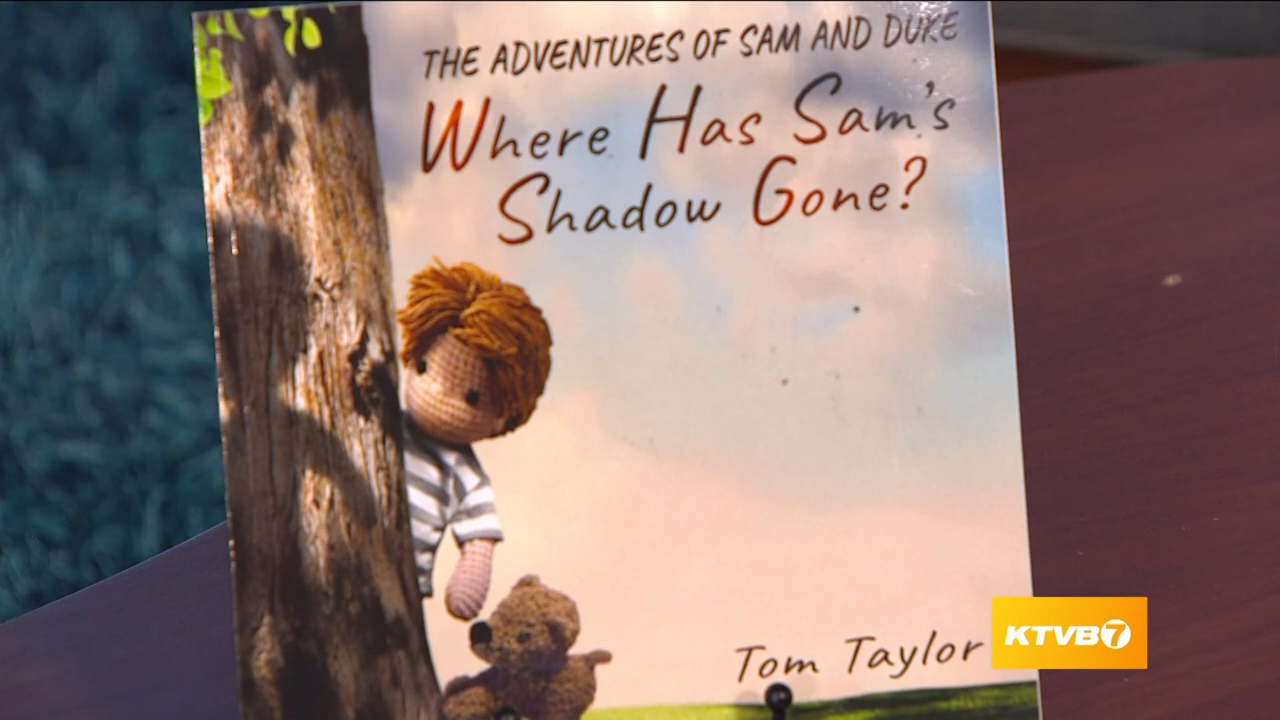 THE ADVENTURES OF SAM AND DUKE
Where Has Sam's
Shadow Gone?
Tom Taylor
KTVB7